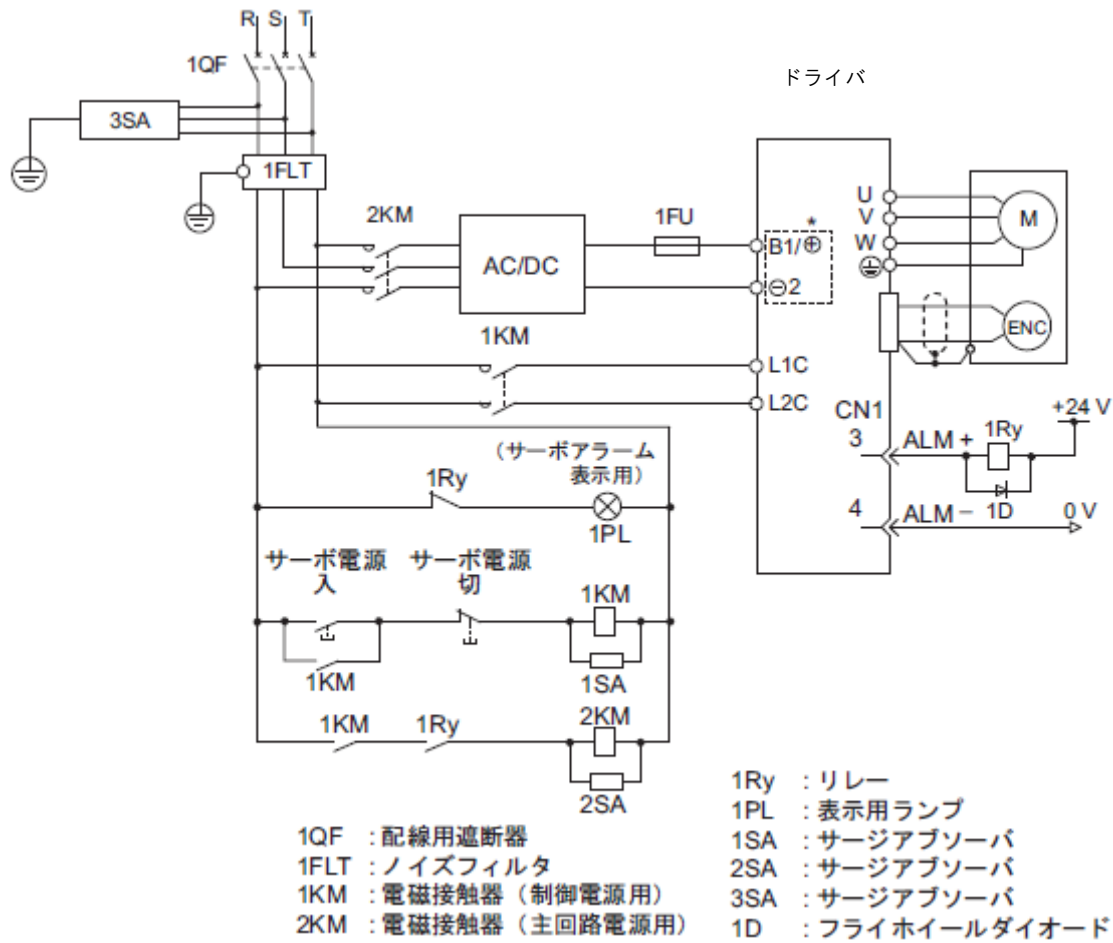 R S T
1QF
ドライバ
3SA
1FLT
2KM
1FU
*
U
V
W
M
AC/DC
B1/⊕
⊖2
ENC
1KM
L1C
L2C
CN1
+24 V
3
ALM +
1Ry
(サーボアラーム
表示用)
1Ry
1PL
4
ALM −
1D
0 V
サーボ電源
入
サーボ電源
切
1KM
1KM
1SA
1KM
1Ry
2KM
2SA
1QF : 配線用遮断器
1FLT : ノイズフィルタ
1KM : 電磁接触器(制御電源用)
2KM : 電磁接触器(主回路電源用)
1Ry : リレー
1PL : 表示用ランプ
1SA : サージアブソーバ
2SA : サージアブソーバ
3SA : サージアブソーバ
1D : フライホイールダイオード